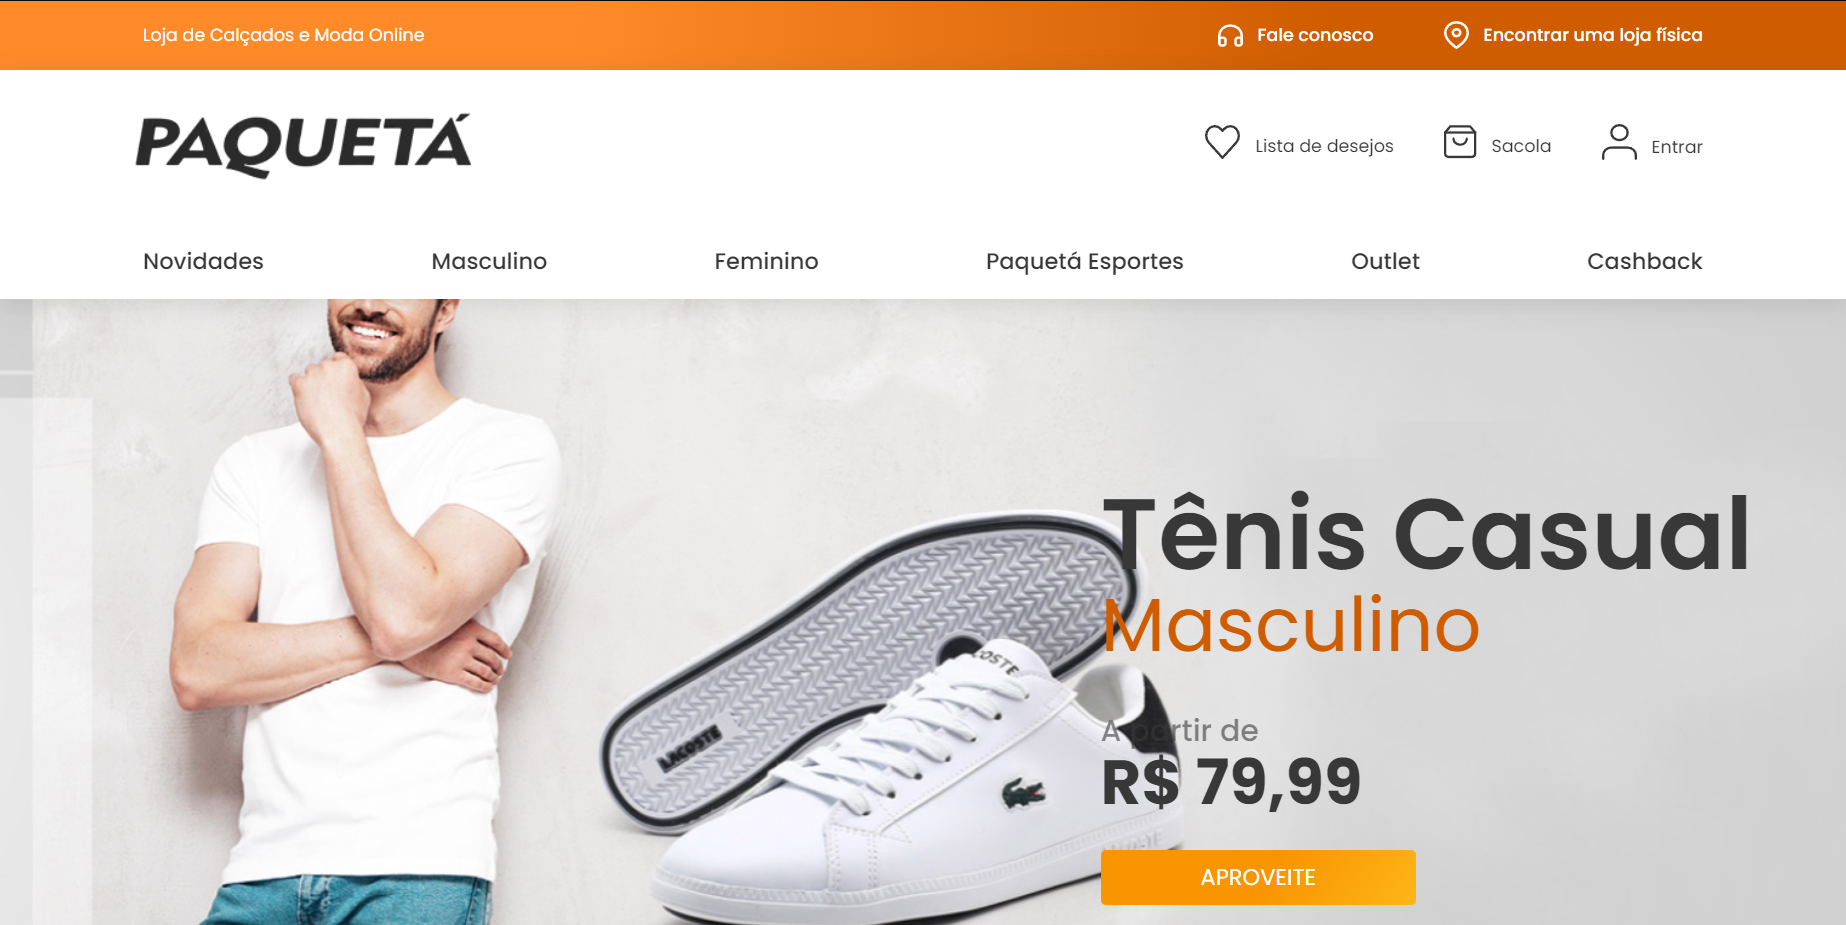 Loja de Calçados e Moda Online
Fale conosco
Encontrar uma loja física
PAQUETÁ
Lista de desejos
Sacola
Entrar
Novidades
Masculino
Feminino
Paquetá Esportes
Outlet
Cashback
Tênis Casual
Masculino
LACOSTE
A partir de
R$ 79,99
APROVEITE